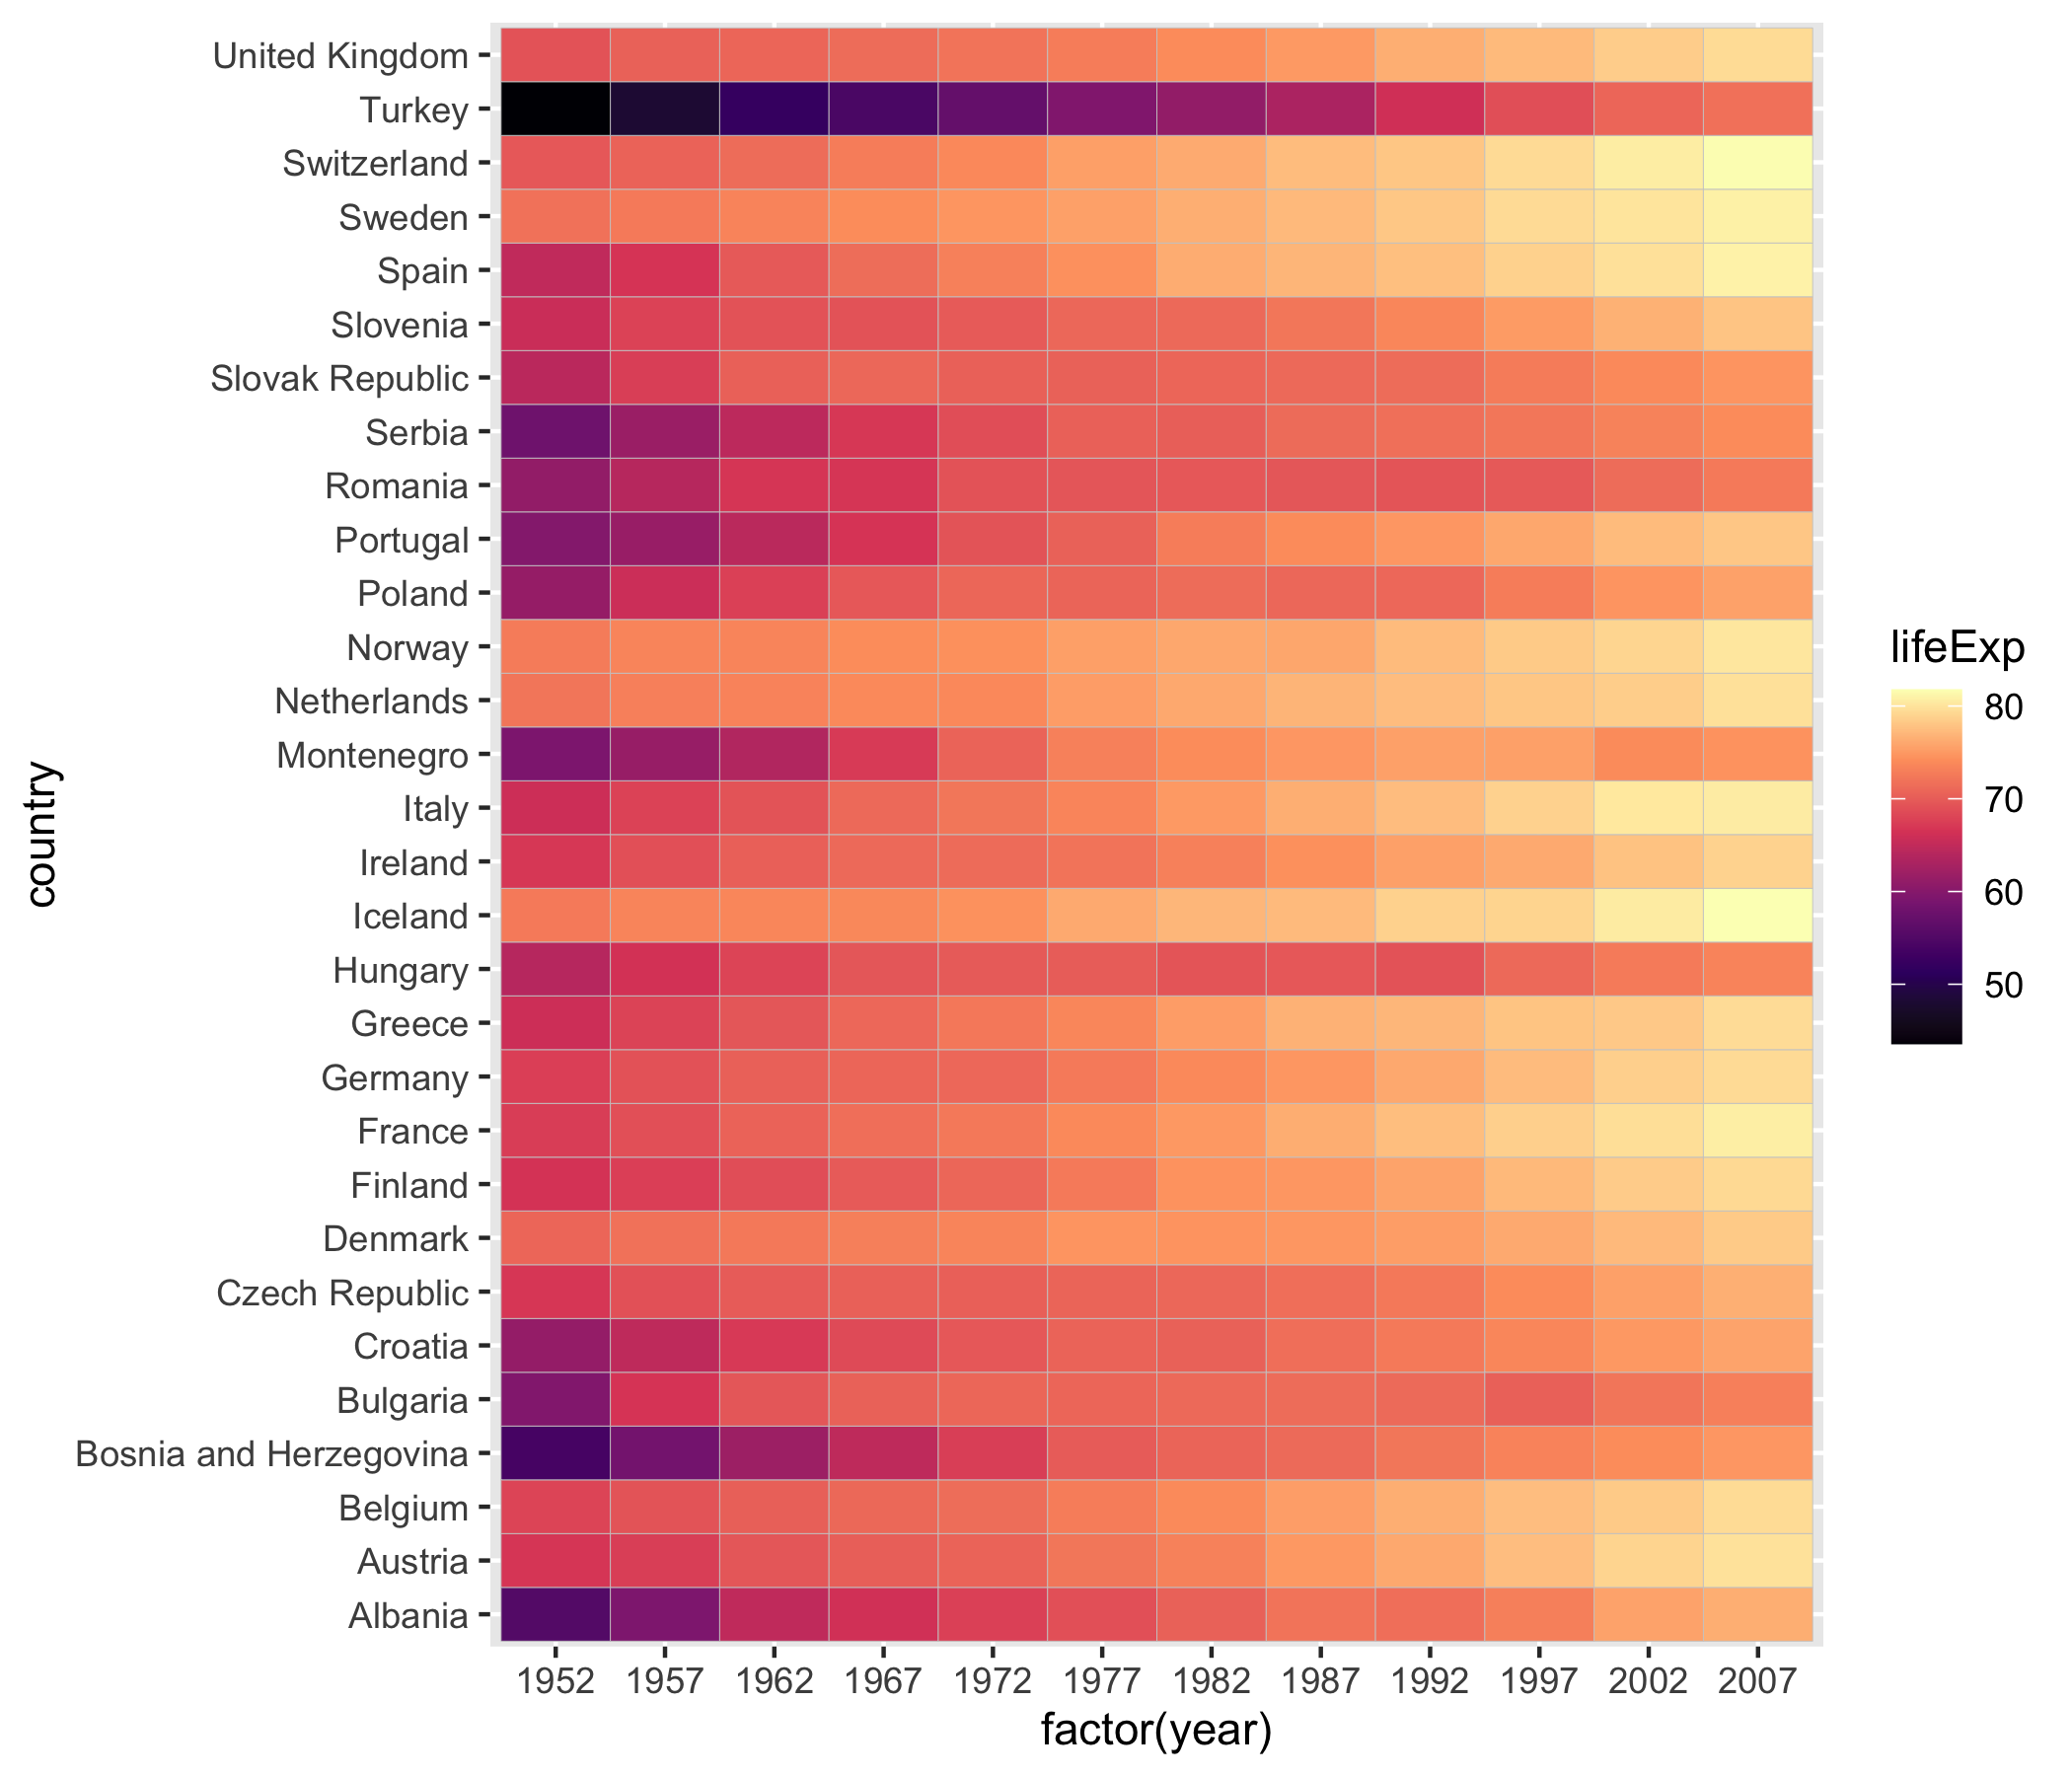 United Kingdom
Turkey
Switzerland
Sweden
Spain
Slovenia
Slovak Republic
Serbia
Romania
Portugal
Poland
Norway
Netherlands
Montenegro
Italy
Ireland
Iceland
Hungary
Greece
Germany
France
Finland
Denmark
Czech Republic
Croatia
Bulgaria
Bosnia and Herzegovina
Belgium
Austria
Albania
country
1952 1957 1962 1967 1972 1977 1982 1987 1992 1997 2002 2007
factor(year)
lifeExp
80
70
60
50